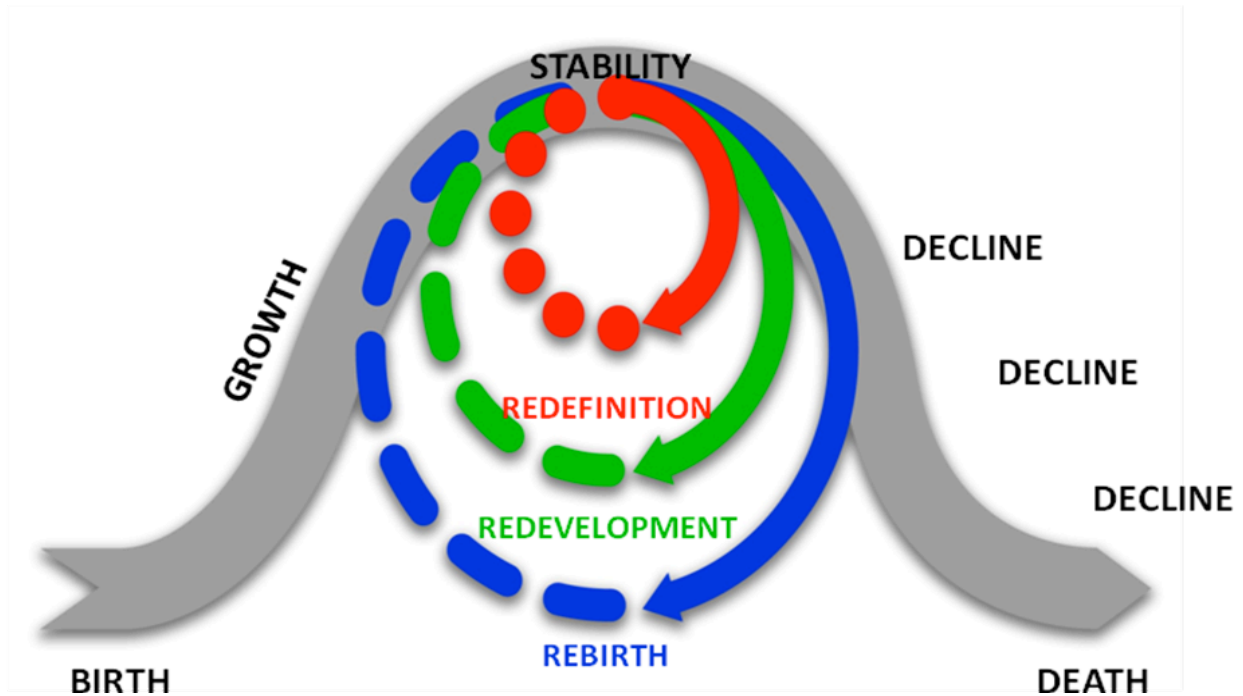 STABILITY
GROWTH
DECLINE
DECLINE
REDEFINITION
DECLINE
REDEVELOPMENT
REBIRTH
BIRTH
DEATH